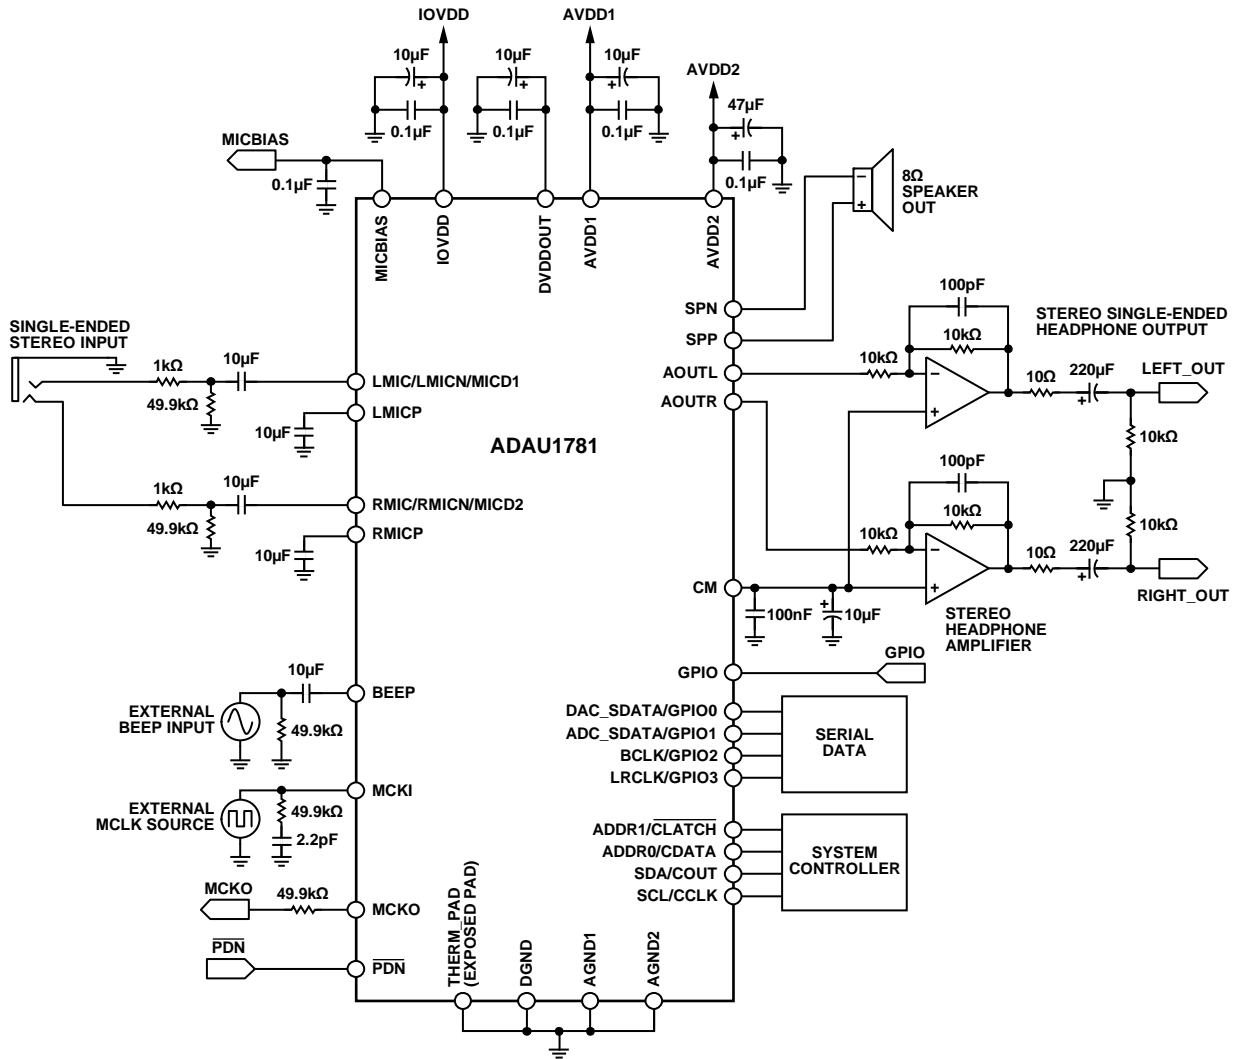 IOVDD
AVDD1
10µF
10µF
10µF
AVDD2
47µF
0.1µF
0.1µF
0.1µF
MICBIAS
0.1µF
0.1µF
−
+
8Ω
SPEAKER
OUT
MICBIAS
IOVDD
DVDDOUT
AVDD1
AVDD2
SPN
SPP
AOUTL
AOUTR
SINGLE-ENDED
STEREO INPUT
1kΩ
10µF
49.9kΩ
LMIC/LMICN/MICD1
LMICP
10µF
ADAU1781
1kΩ
10µF
49.9kΩ
RMIC/RMICN/MICD2
RMICP
10µF
100pF
10kΩ
10kΩ
STEREO SINGLE-ENDED
HEADPHONE OUTPUT
10Ω
220µF
LEFT_OUT
10kΩ
100pF
10kΩ
10kΩ
10kΩ
10Ω
220µF
RIGHT_OUT
STEREO
HEADPHONE
AMPLIFIER
CM
100nF
10µF
GPIO
GPIO
10µF
BEEP
EXTERNAL
BEEP INPUT
49.9kΩ
DAC_SDATA/GPIO0
ADC_SDATA/GPIO1
BCLK/GPIO2
LRCLK/GPIO3
SERIAL
DATA
MCKI
EXTERNAL
MCLK SOURCE
49.9kΩ
2.2pF
ADDR1/CLATCH
ADDR0/CDATA
SDA/COUT
SCL/CCLK
SYSTEM
CONTROLLER
MCKO
49.9kΩ
MCKO
PDN
PDN
THERM_PAD
(EXPOSED PAD)
DGND
AGND1
AGND2